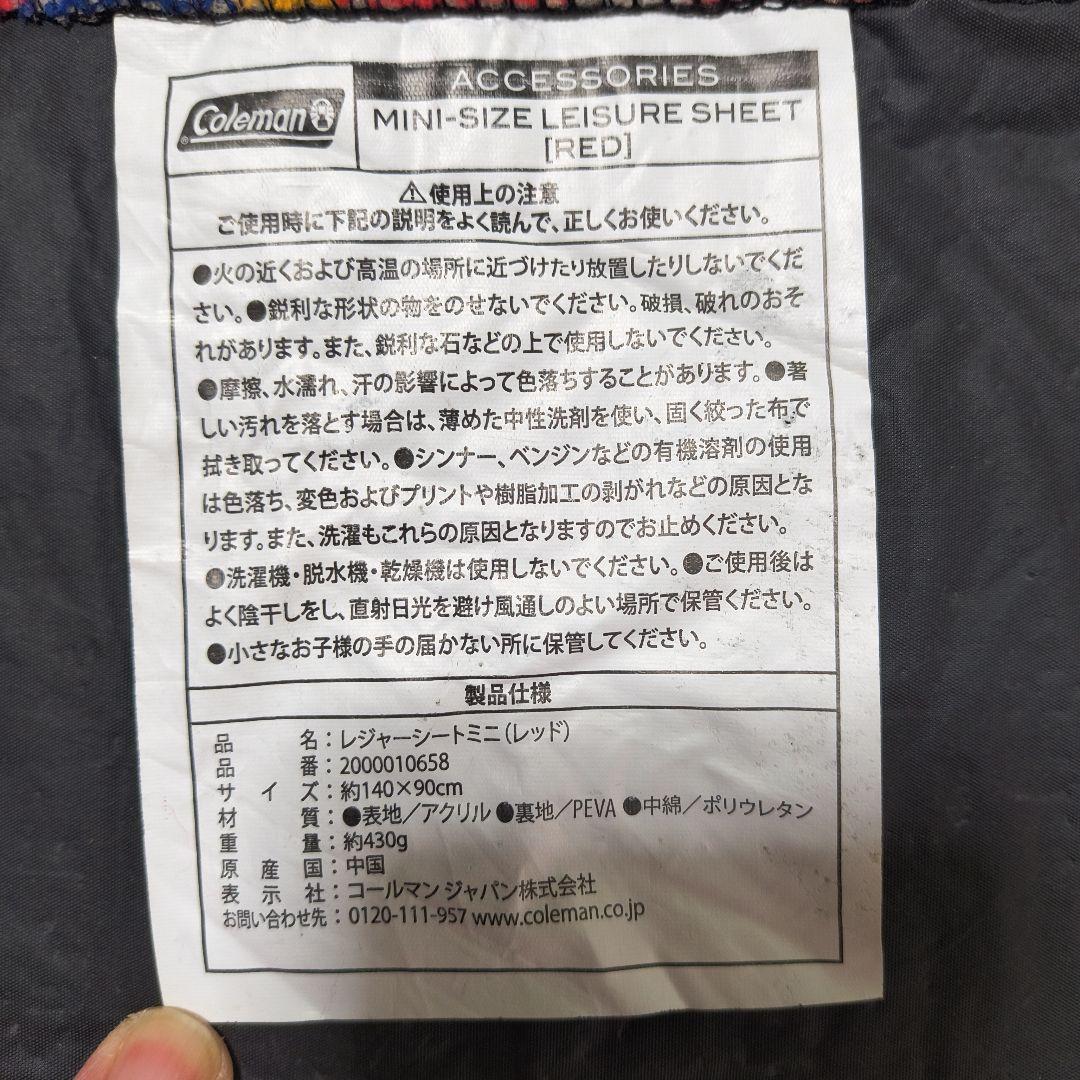 Coleman
ACCESSORIES
MINI-SIZE LEISURE SHEET
[RED]
⚠使用上の注意
ご使用時に下記の説明をよく読んで、正しくお使いください。
●火の近くおよび高温の場所に近づけたり放置したりしないでくだ
さい。●鋭利な形状の物をのせないでください。破損、破れのおそ
れがあります。また、鋭利な石などの上で使用しないでください。
●摩擦、水濡れ、汗の影響によって色落ちすることがあります。●著
しい汚れを落とす場合は、薄めた中性洗剤を使い、固く絞った布で
拭き取ってください。●シンナー、ベンジンなどの有機溶剤の使用
は色落ち、変色およびプリントや樹脂加工の剥がれなどの原因とな
ります。また、洗濯もこれらの原因となりますのでお止めください。
●洗濯機・脱水機・乾燥機は使用しないでください。●ご使用後は
よく陰干しをし、直射日光を避け風通しのよい場所で保管ください。
●小さなお子様の手の届かない所に保管してください。
製品仕様
品名：レジャーシートミニ（レッド）
品番：2000010658
サイズ：約140×90cm
材質：●表地／アクリル ●裏地／PEVA ●中綿／ポリウレタン
重量：約430g
原産国：中国
表示社：コールマン ジャパン株式会社
お問い合わせ先：0120-111-957 www.coleman.co.jp